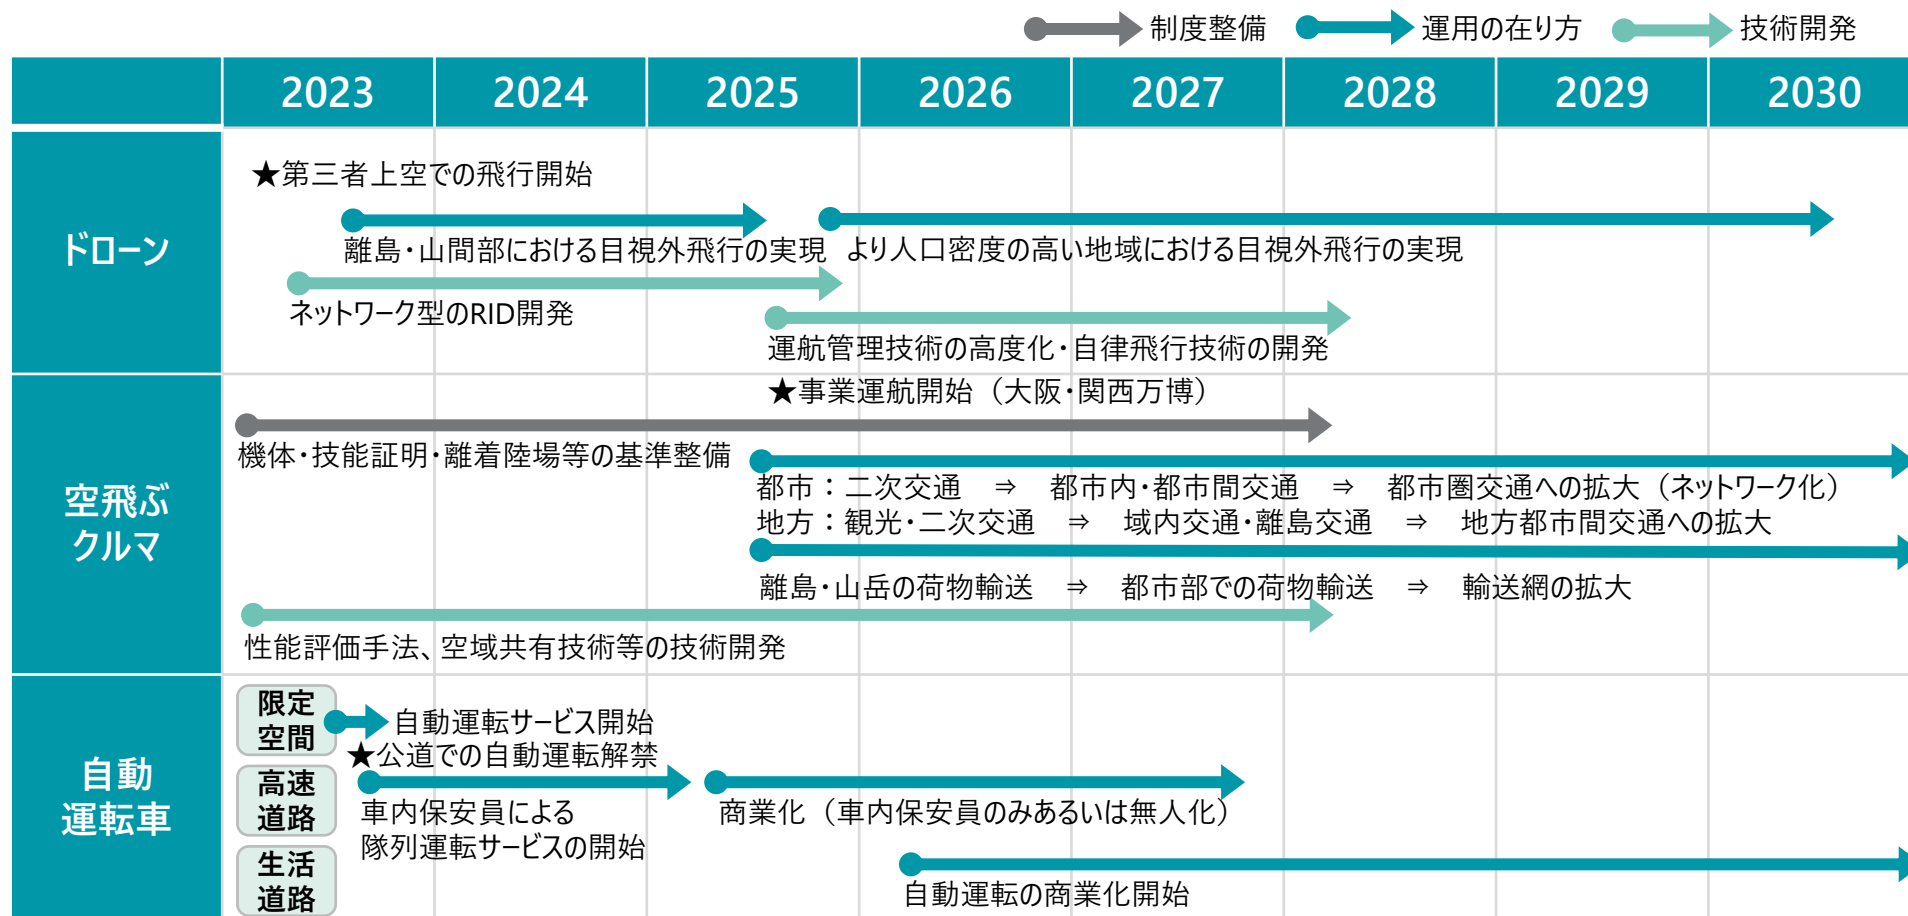 制度整備 運用の在り方 技術開発
2023 2024 2025 2026 2027 2028 2029 2030
ドローン
★第三者上空での飛行開始
離島・山間部における目視外飛行の実現
より人口密度の高い地域における目視外飛行の実現
ネットワーク型のRID開発
運航管理技術の高度化・自律飛行技術の開発
空飛ぶ
クルマ
★事業運航開始（大阪・関西万博）
機体・技能証明・離着陸場等の基準整備
都市：二次交通 ⇒ 都市内・都市間交通 ⇒ 都市圏交通への拡大（ネットワーク化）
地方：観光・二次交通 ⇒ 域内交通・離島交通 ⇒ 地方都市間交通への拡大
離島・山岳の荷物輸送 ⇒ 都市部での荷物輸送 ⇒ 輸送網の拡大
性能評価手法、空域共有技術等の技術開発
自動
運転車
限定
空間
自動運転サービス開始
★公道での自動運転解禁
高速
道路
車内保安員による
隊列運転サービスの開始
商業化（車内保安員のみあるいは無人化）
生活
道路
自動運転の商業化開始